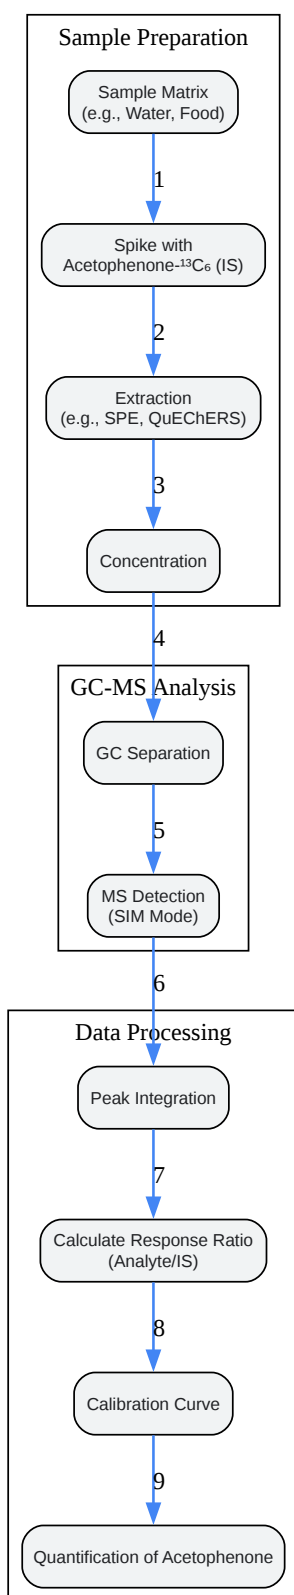 Sample Preparation
Sample Matrix
(e.g., Water, Food)
1
Spike with
Acetophenone-¹³C₆ (IS)
2
Extraction
(e.g., SPE, QuEChERS)
3
Concentration
4
GC-MS Analysis
GC Separation
5
MS Detection
(SIM Mode)
6
Data Processing
Peak Integration
7
Calculate Response Ratio
(Analyte/IS)
8
Calibration Curve
9
Quantification of Acetophenone